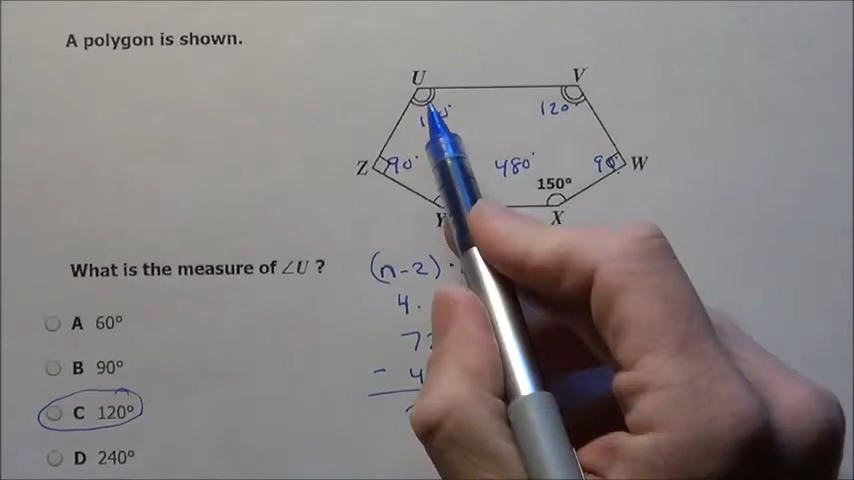 A polygon is shown.
U
V
120°
Z
90°
480°
90°
W
150°
Y
X
What is the measure of ∠U ?
(n-2) ·
A 60°
4 ·
B 90°
-
C 120°
D 240°